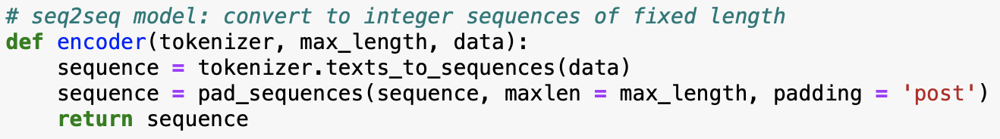 # seq2seq model: convert to integer sequences of fixed length
def encoder(tokenizer, max_length, data):
    sequence = tokenizer.texts_to_sequences(data)
    sequence = pad_sequences(sequence, maxlen = max_length, padding = 'post')
    return sequence